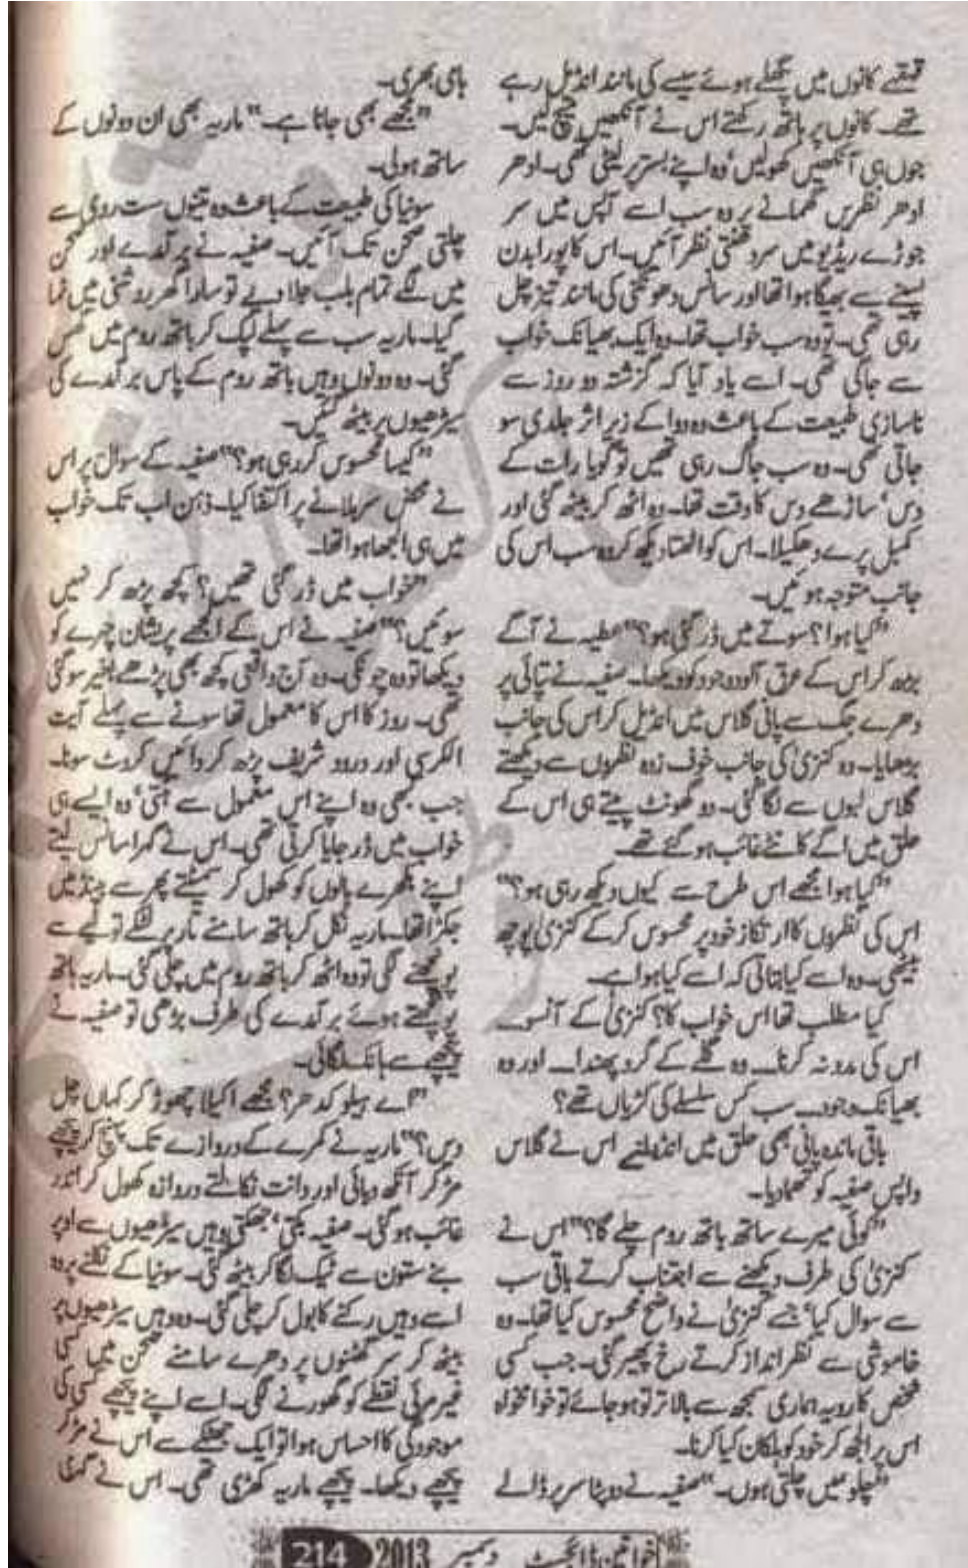 قہقہے کانوں میں پگھلے ہوئے سیسے کی مانند انڈیل رہے
تھے۔ کانوں پر ہاتھ رکھتے اس نے آنکھیں میچ لیں۔
جوں ہی آنکھیں کھولیں وہ اپنے بستر پر لیٹی تھی۔ ادھر
ادھر نظریں گھمانے پر وہ سب اسے آپس میں سر
جوڑے ریڈیو میں سر دھنتی نظر آئیں۔ اس کا پورا بدن
پسینے سے بھیگا ہوا تھا اور سانس دھونکنی کی مانند تیز چل
رہی تھی۔ تو وہ سب خواب تھا۔ وہ ایک بھیانک خواب
سے جاگی تھی۔ اسے یاد آیا کہ گزشتہ دو روز سے
ناسازی طبیعت کے باعث وہ دوا کے زیر اثر جلدی سو
جاتی تھی۔ وہ سب جاگ رہی تھیں تو گویا رات کے
دس' ساڑھے دس کا وقت تھا۔ وہ اٹھ کر بیٹھ گئی اور
کمبل پرے دھکیلا۔ اس کو اٹھتا دیکھ کر وہ سب اس کی
جانب متوجہ ہوئیں۔
"کیا ہوا؟ سوتے میں ڈر گئی ہو؟" عطیہ نے آگے
بڑھ کر اس کے عرق آلود وجود کو دیکھا۔ صفیہ نے تپائی پر
دھرے جگ سے پانی گلاس میں انڈیل کر اس کی جانب
بڑھایا۔ وہ کنزیٰ کی جانب خوف زدہ نظروں سے دیکھتے
گلاس لبوں سے لگا گئی۔ دو گھونٹ پیتے ہی اس کے
حلق میں اگے کانٹے غائب ہو گئے تھے۔
"کیا ہوا مجھے اس طرح سے کیوں دیکھ رہی ہو؟"
اس کی نظروں کا ارتکاز خود پر محسوس کرکے کنزیٰ پوچھ
بیٹھی۔ وہ اسے کیا بتاتی کہ اسے کیا ہوا ہے۔
کیا مطلب تھا اس خواب کا؟ کنزیٰ کے آنسو۔۔
اس کی مدد نہ کرنا۔ وہ گلے کے گرد پھندا۔ اور وہ
بھیانک وجود۔ سب کس سلسلے کی کڑیاں تھے؟
باقی ماندہ پانی بھی حلق میں انڈیلتے اس نے گلاس
واپس صفیہ کو تھما دیا۔
"کوئی میرے ساتھ باتھ روم چلے گا؟" اس نے
کنزیٰ کی طرف دیکھنے سے اجتناب کرتے باقی سب
سے سوال کیا' جسے کنزیٰ نے واضح محسوس کیا تھا۔ وہ
خاموشی سے نظر انداز کرتے رخ پھیر گئی۔ جب کسی
شخص کا رویہ ہماری سمجھ سے بالاتر تو ہو جائے تو خوامخواہ
اس پر الجھ کر خود کو ہلکان کیا کرنا۔
"چلو میں چلتی ہوں۔" صفیہ نے دوپٹا سر پر ڈالے
ہامی بھری۔
"مجھے بھی جانا ہے۔" ماریہ بھی ان دونوں کے
ساتھ ہولی۔
سونیا کی طبیعت کے باعث وہ تینوں سست روی سے
چلتی صحن تک آئیں۔ صفیہ نے برآمدے اور صحن
میں لگے تمام بلب جلا دیے تو سارا گھر روشنی میں نہا
گیا۔ ماریہ سب سے پہلے لپک کر باتھ روم میں گھس
گئی۔ وہ دونوں وہیں باتھ روم کے پاس برآمدے کی
سیڑھیوں پر بیٹھ گئیں۔
"کیسا محسوس کر رہی ہو؟" صفیہ کے سوال پر اس
نے محض سر ہلانے پر اکتفا کیا۔ ذہن اب تک خواب
میں ہی الجھا ہوا تھا۔
"خواب میں ڈر گئی تھیں؟ کچھ پڑھ کر نہیں
سوئیں؟" صفیہ نے اس کے الجھے پریشان چہرے کو
دیکھا تو وہ چونکی۔ وہ آج واقعی کچھ بھی پڑھے بغیر سو گئی
تھی۔ روز کا اس کا معمول تھا سونے سے پہلے آیت
الکرسی اور درود شریف پڑھ کر دائیں کروٹ سونا۔
جب کبھی وہ اپنے اس معمول سے ہٹتی' وہ ایسے ہی
خواب میں ڈر جایا کرتی تھی۔ اس نے گہرا سانس لیتے
اپنے بکھرے بالوں کو کھول کر سمیٹتے پھر سے بینڈ میں
جکڑا تھا۔ ماریہ نکل کر ہاتھ سامنے تار پر لٹکے تولیے سے
پونچھنے لگی تو وہ اٹھ کر باتھ روم میں چلی گئی۔ ماریہ ہاتھ
پونچھتے ہوئے برآمدے کی طرف بڑھی تو صفیہ نے
پیچھے سے ہانک لگائی۔
"اے ہیلو کدھر؟ مجھے اکیلا چھوڑ کر کہاں چل
دیں؟" ماریہ نے کمرے کے دروازے تک پہنچ کر
مڑ کر آنکھ دبائی اور دانت نکالتے دروازہ کھول کر اندر
غائب ہو گئی۔ صفیہ بکتی' جھکتی وہیں سیڑھیوں سے اوپر
بنے ستون سے ٹیک لگا کر بیٹھ گئی۔ سونیا کے نکلنے پر وہ
اسے وہیں رکنے کا بول کر چلی گئی۔ وہ وہیں سیڑھیوں پر
بیٹھ کر سر گھٹنوں پر دھرے سامنے صحن میں کسی
غیر مرئی نقطے کو گھورنے لگی۔ اسے اپنے پیچھے کسی کی
موجودگی کا احساس ہوا تو ایک جھٹکے سے اس نے مڑ کر
پیچھے دیکھا۔ پیچھے ماریہ کھڑی تھی۔ اس نے گہری
خواتین ڈائجسٹ دسمبر 2013 214